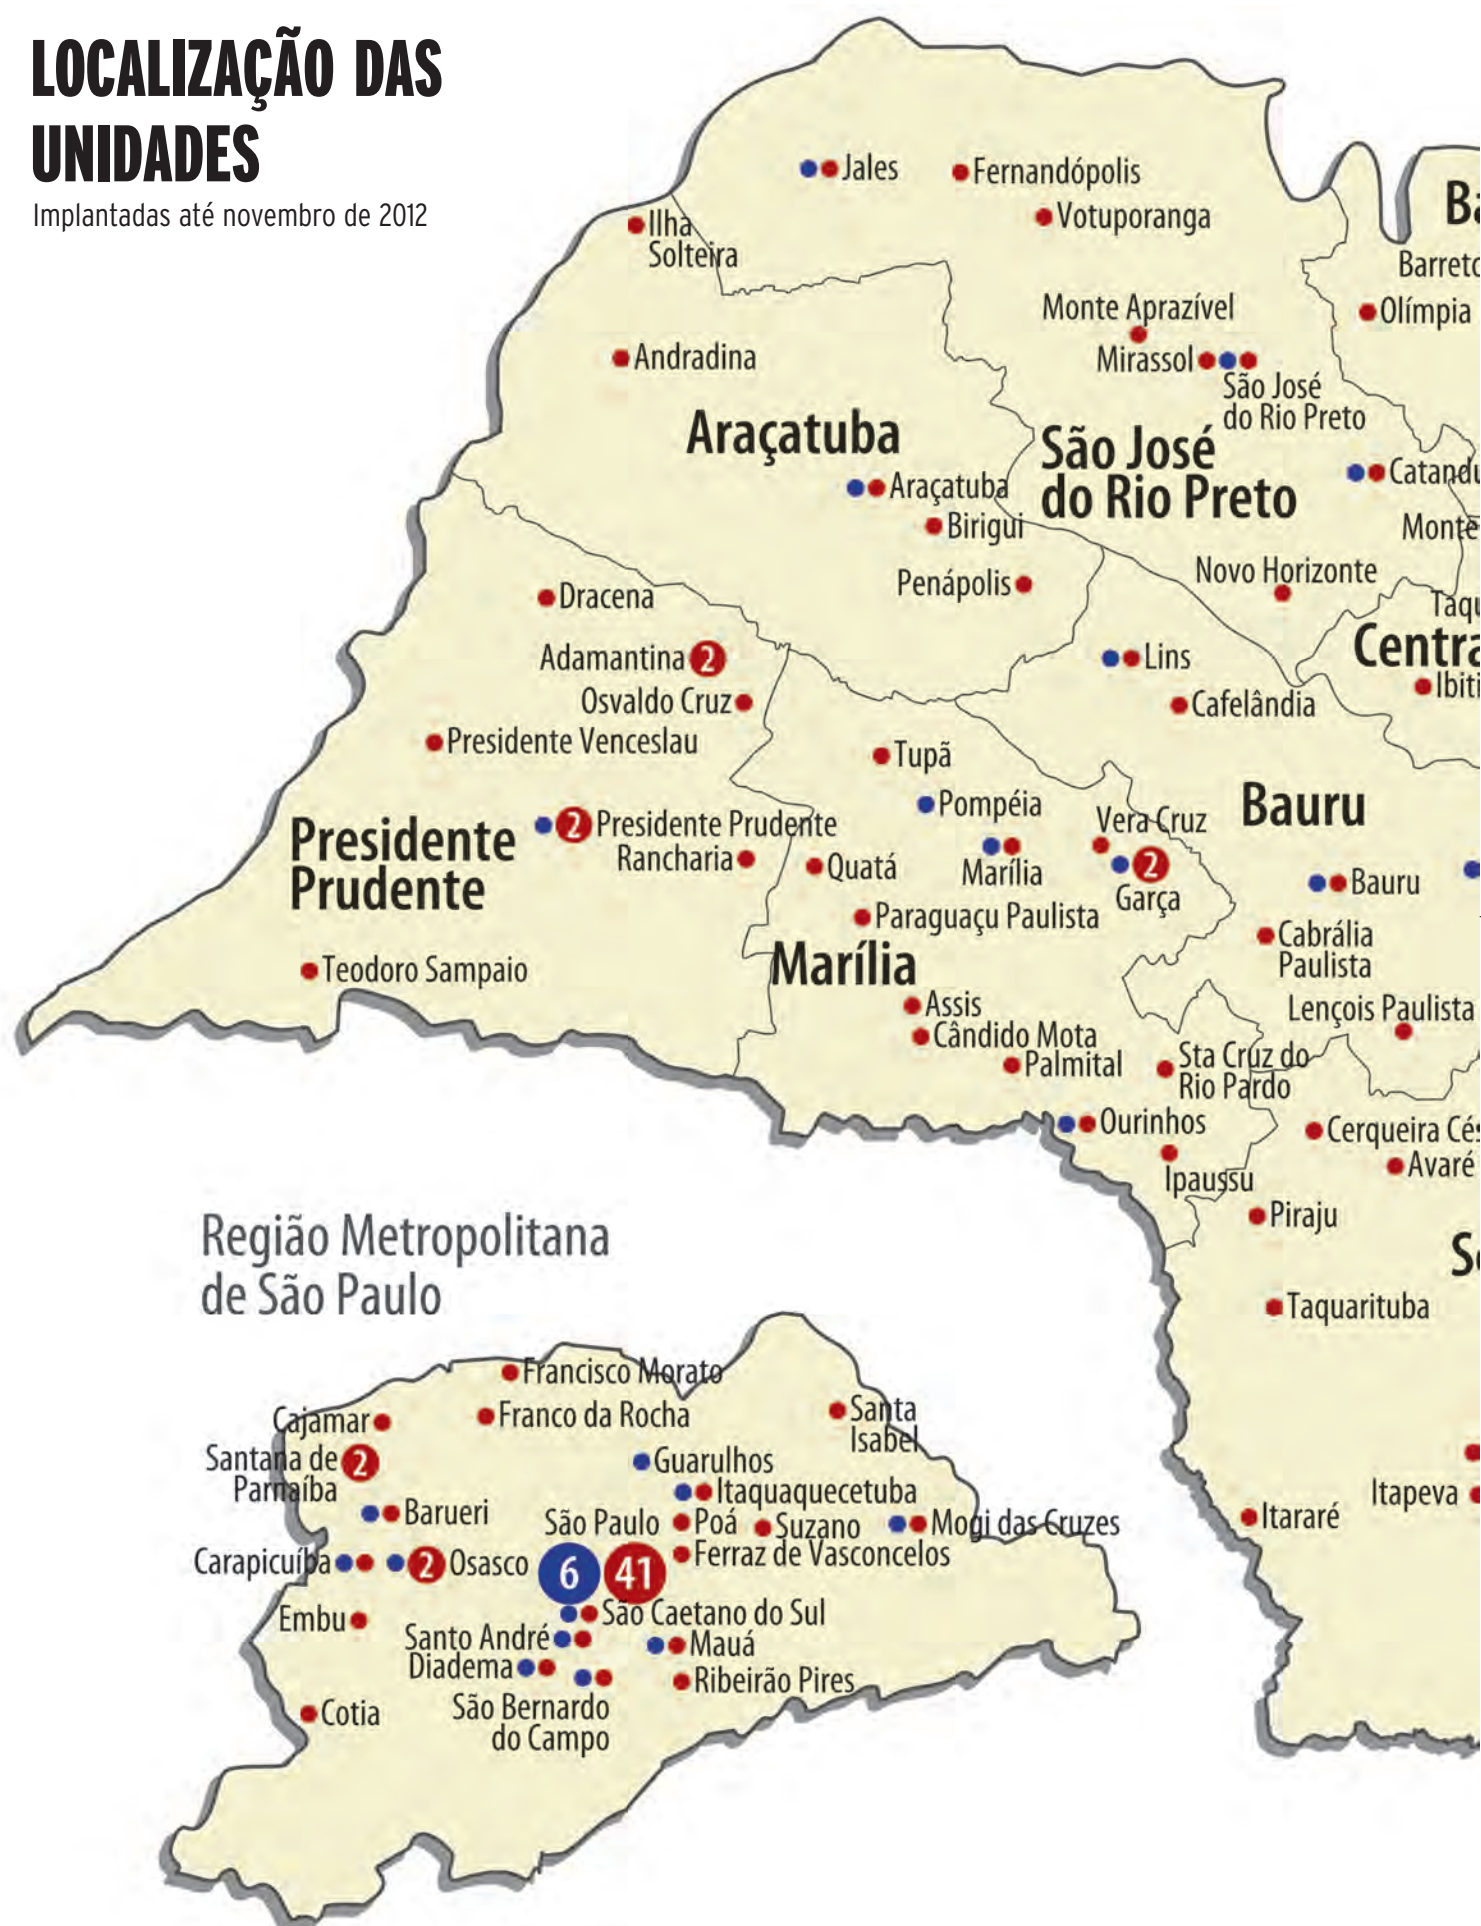 LOCALIZAÇÃO DAS
UNIDADES
Implantadas até novembro de 2012
Jales
Fernandópolis
Votuporanga
Ilha
Solteira
Monte Aprazível
Mirassol
São José
do Rio Preto
Andradina
Olímpia
Araçatuba
São José
do Rio Preto
Araçatuba
Birigui
Penápolis
Novo Horizonte
Dracena
Adamantina 2
Osvaldo Cruz
Presidente Venceslau
Lins
Cafelândia
Tupã
Pompéia
Vera Cruz
Bauru
Presidente
Prudente
2 Presidente Prudente
Rancharia
Quatá
Marília
2
Garça
Bauru
Paraguaçu Paulista
Cabrália
Paulista
Marília
Teodoro Sampaio
Assis
Cândido Mota
Palmital
Lençois Paulista
Sta Cruz do
Rio Pardo
Ourinhos
Ipaussu
Cerqueira
Avaré
Piraju
Taquarituba
Itapeva
Itararé
Região Metropolitana
de São Paulo
Francisco Morato
Cajamar
Franco da Rocha
Santa
Isabel
Santana de
Parnaíba
2
Guarulhos
Itaquaquecetuba
Barueri
São Paulo
Poá
Suzano
Mogi das Cruzes
Carapicuíba
2 Osasco
6 41
Ferraz de Vasconcelos
Embu
São Caetano do Sul
Santo André
Mauá
Diadema
Ribeirão Pires
São Bernardo
do Campo
Cotia